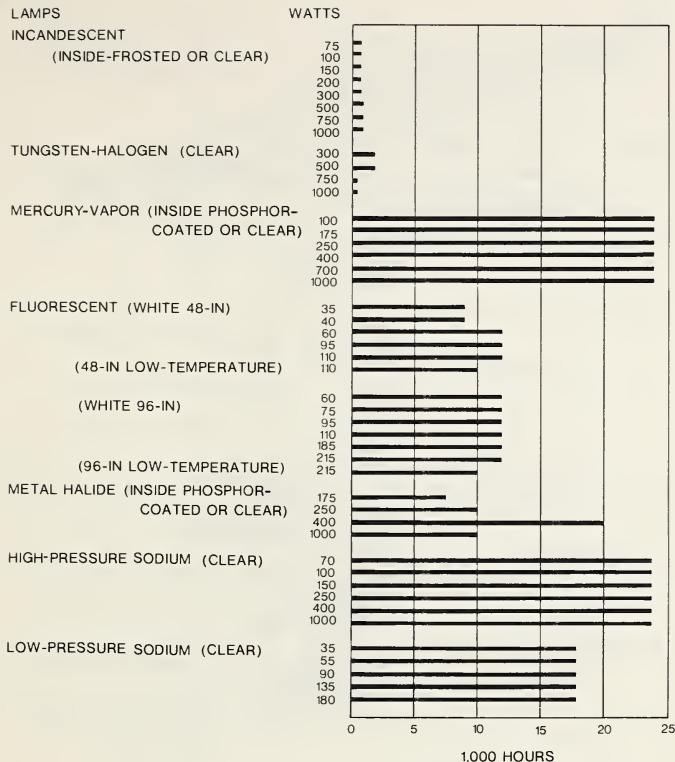 LAMPS WATTS
INCANDESCENT
(INSIDE-FROSTED OR CLEAR)
75
100
150
200
300
500
750
1000
TUNGSTEN-HALOGEN (CLEAR)
300
500
750
1000
MERCURY-VAPOR (INSIDE PHOSPHOR-
COATED OR CLEAR)
100
175
250
400
700
1000
FLUORESCENT (WHITE 48-IN)
35
40
60
95
110
(48-IN LOW-TEMPERATURE) 110
(WHITE 96-IN)
60
75
95
110
185
215
(96-IN LOW-TEMPERATURE) 215
METAL HALIDE (INSIDE PHOSPHOR-
COATED OR CLEAR)
175
250
400
1000
HIGH-PRESSURE SODIUM (CLEAR)
70
100
150
250
400
1000
LOW-PRESSURE SODIUM (CLEAR)
35
55
90
135
180
0 5 10 15 20 25
1,000 HOURS